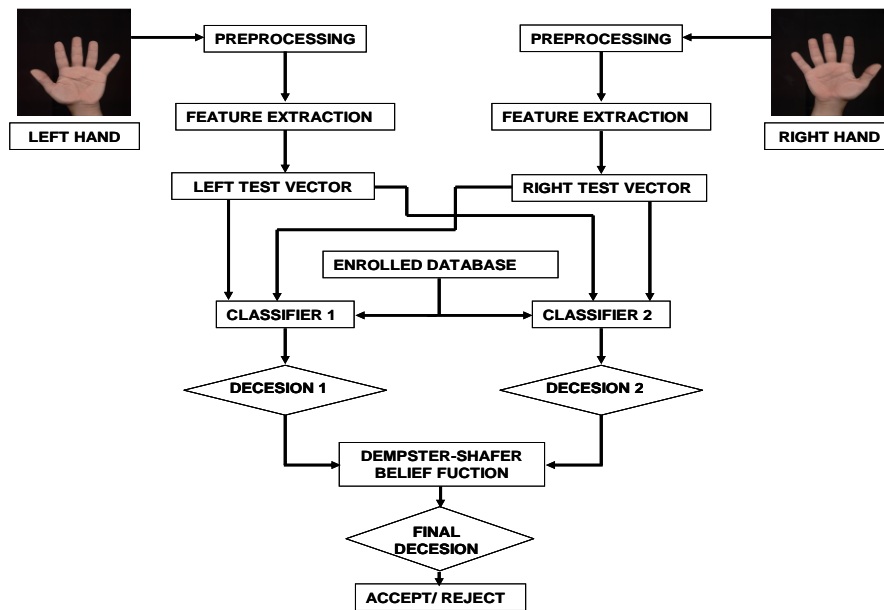 PREPROCESSING
PREPROCESSING
FEATURE EXTRACTION
FEATURE EXTRACTION
LEFT HAND
RIGHT HAND
LEFT TEST VECTOR
RIGHT TEST VECTOR
ENROLLED DATABASE
CLASSIFIER 1
CLASSIFIER 2
DECESION 1
DECESION 2
DEMPSTER-SHAFER
BELIEF FUCTION
FINAL
DECESION
ACCEPT/ REJECT